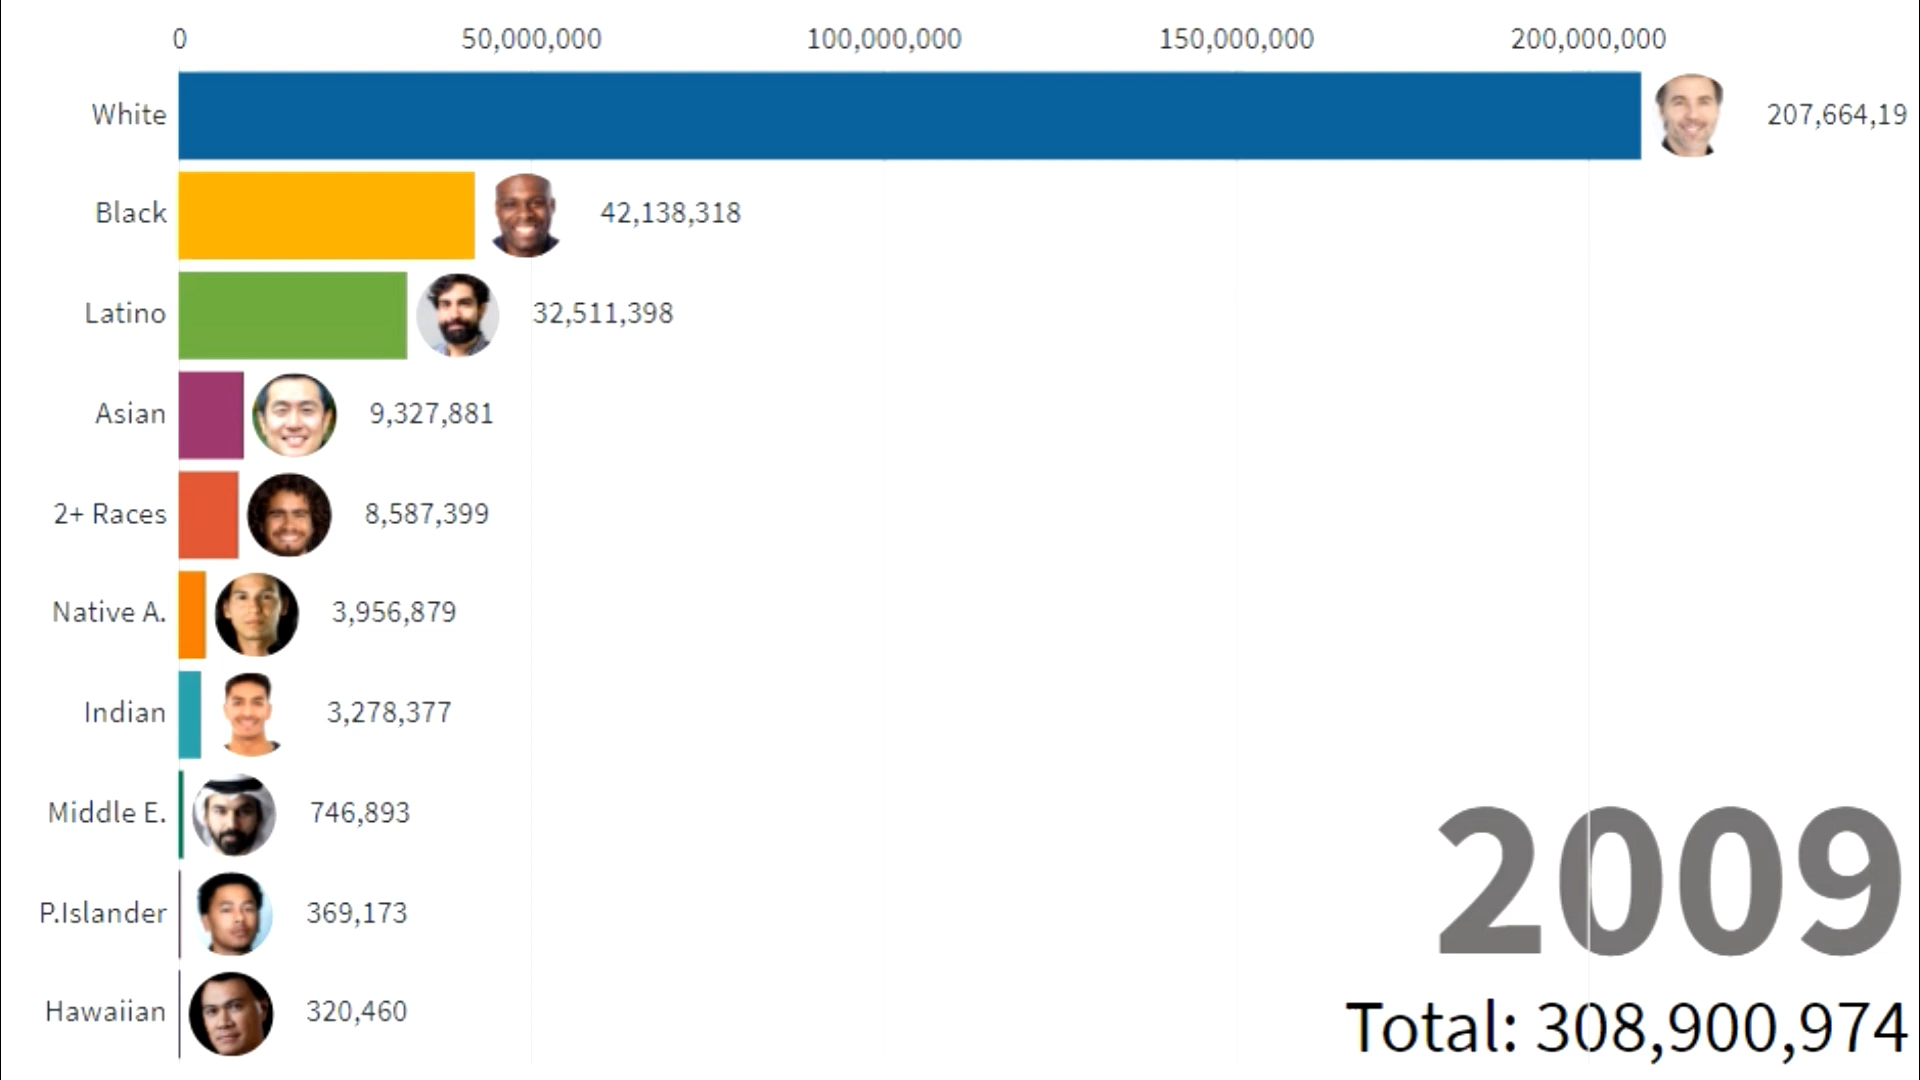 0 50,000,000 100,000,000 150,000,000 200,000,000
White 207,664,19
Black 42,138,318
Latino 32,511,398
Asian 9,327,881
2+ Races 8,587,399
Native A. 3,956,879
Indian 3,278,377
Middle E. 746,893
P.Islander 369,173
Hawaiian 320,460
2009
Total: 308,900,974